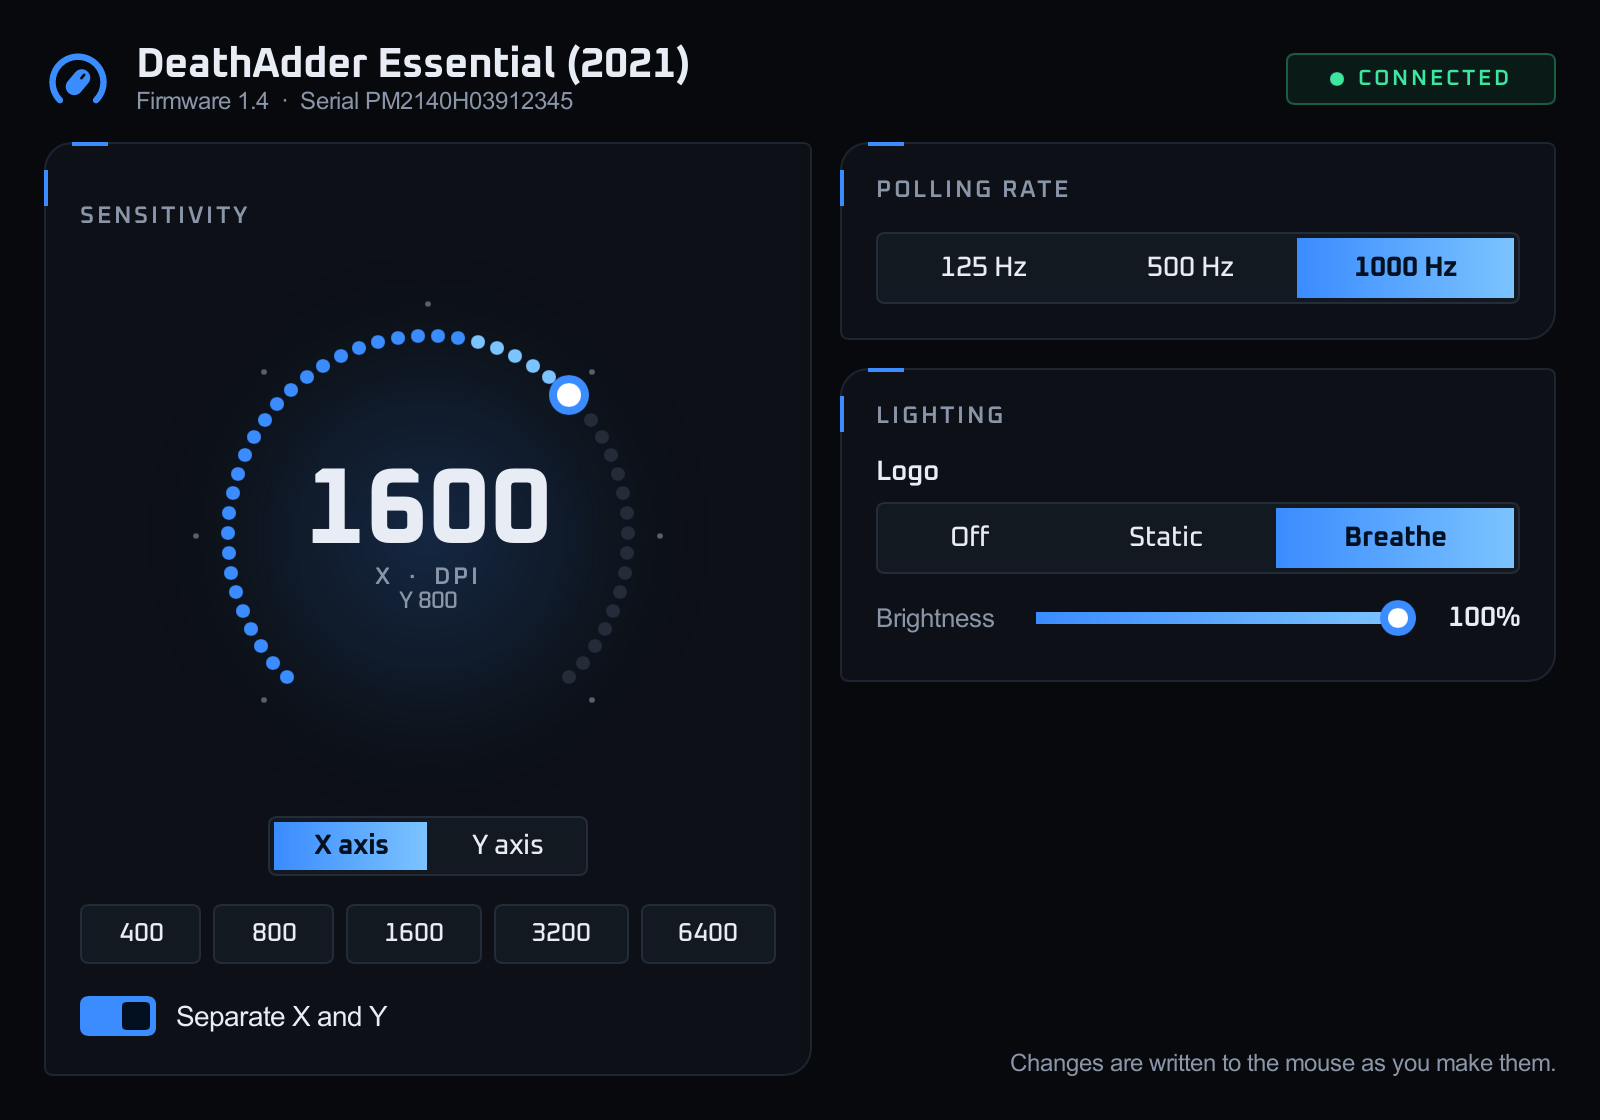 DeathAdder Essential (2021)
Firmware 1.4 · Serial PM2140H03912345
CONNECTED
SENSITIVITY
1600
X · DPI
Y 800
X axis
Y axis
400
800
1600
3200
6400
Separate X and Y
POLLING RATE
125 Hz
500 Hz
1000 Hz
LIGHTING
Logo
Off
Static
Breathe
Brightness
100%
Changes are written to the mouse as you make them.